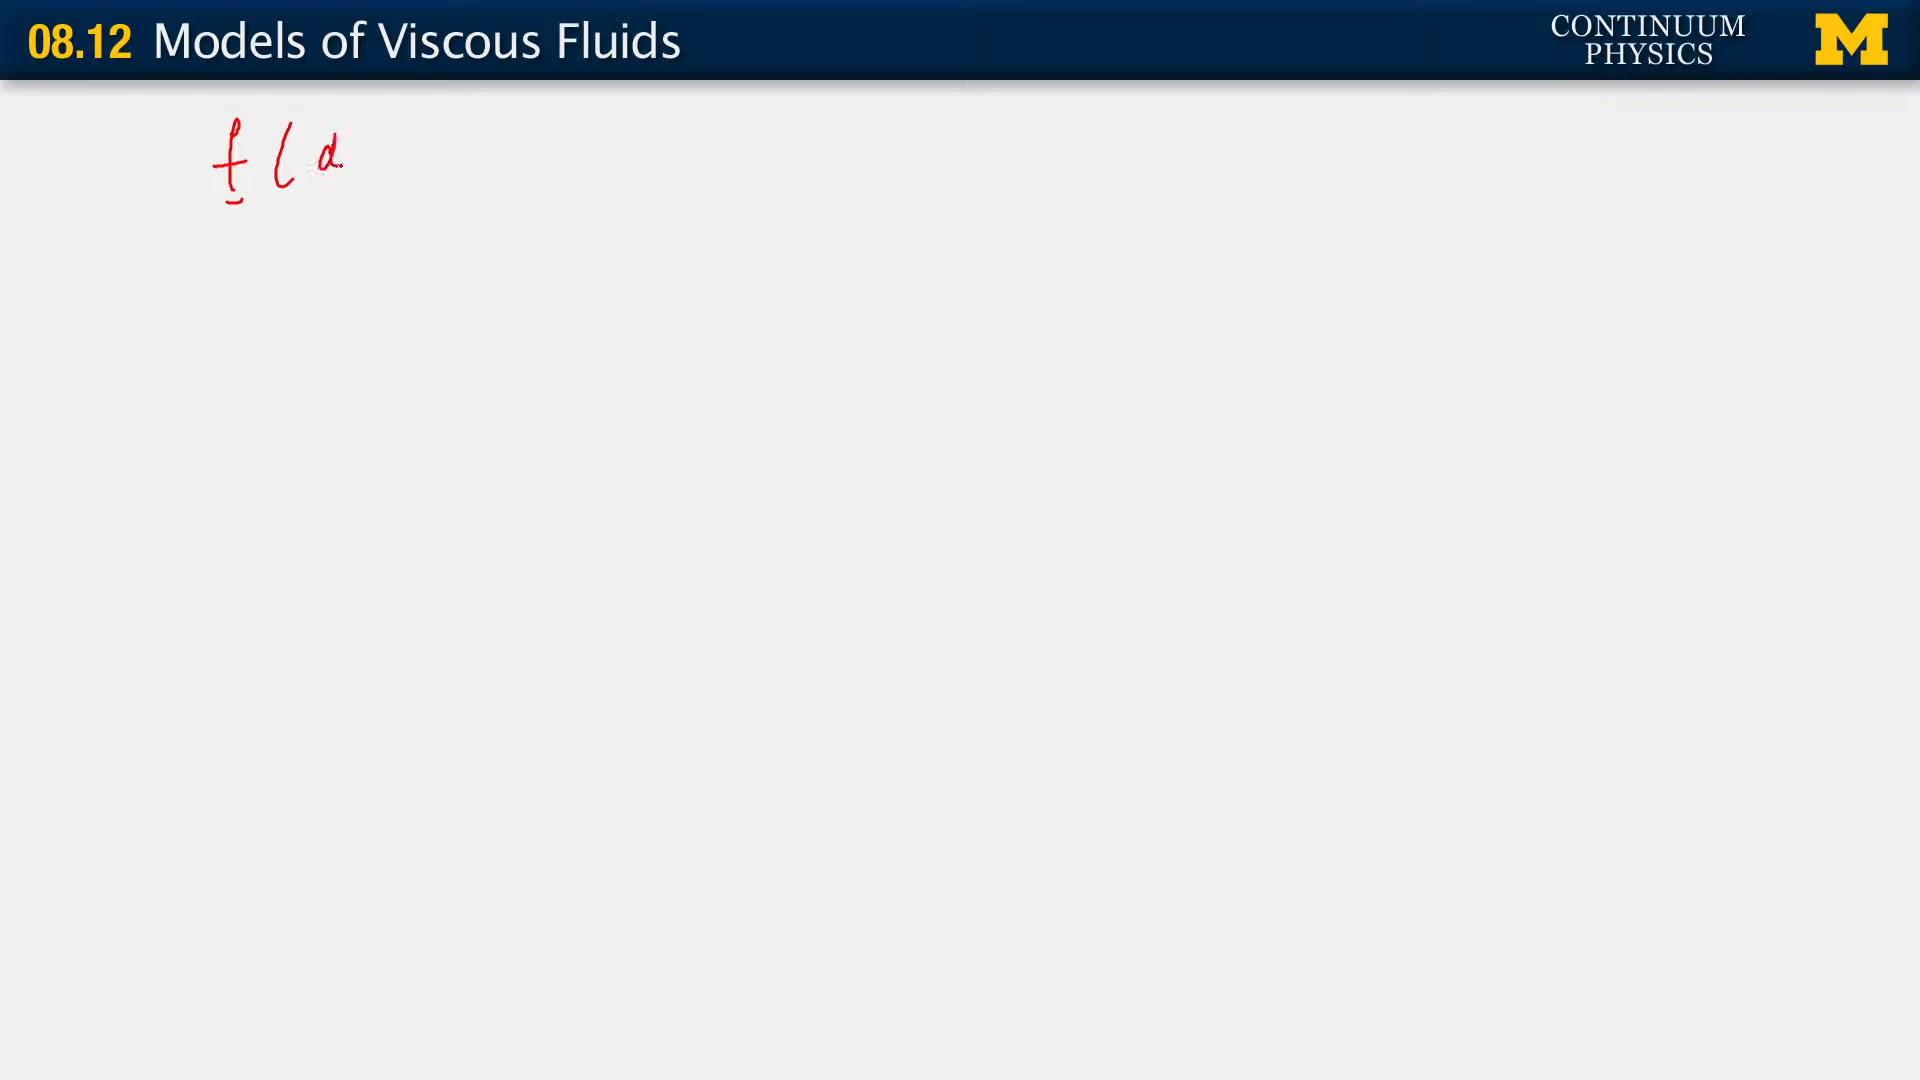 08.12 Models of Viscous Fluids
CONTINUUM
PHYSICS
M
f ( d